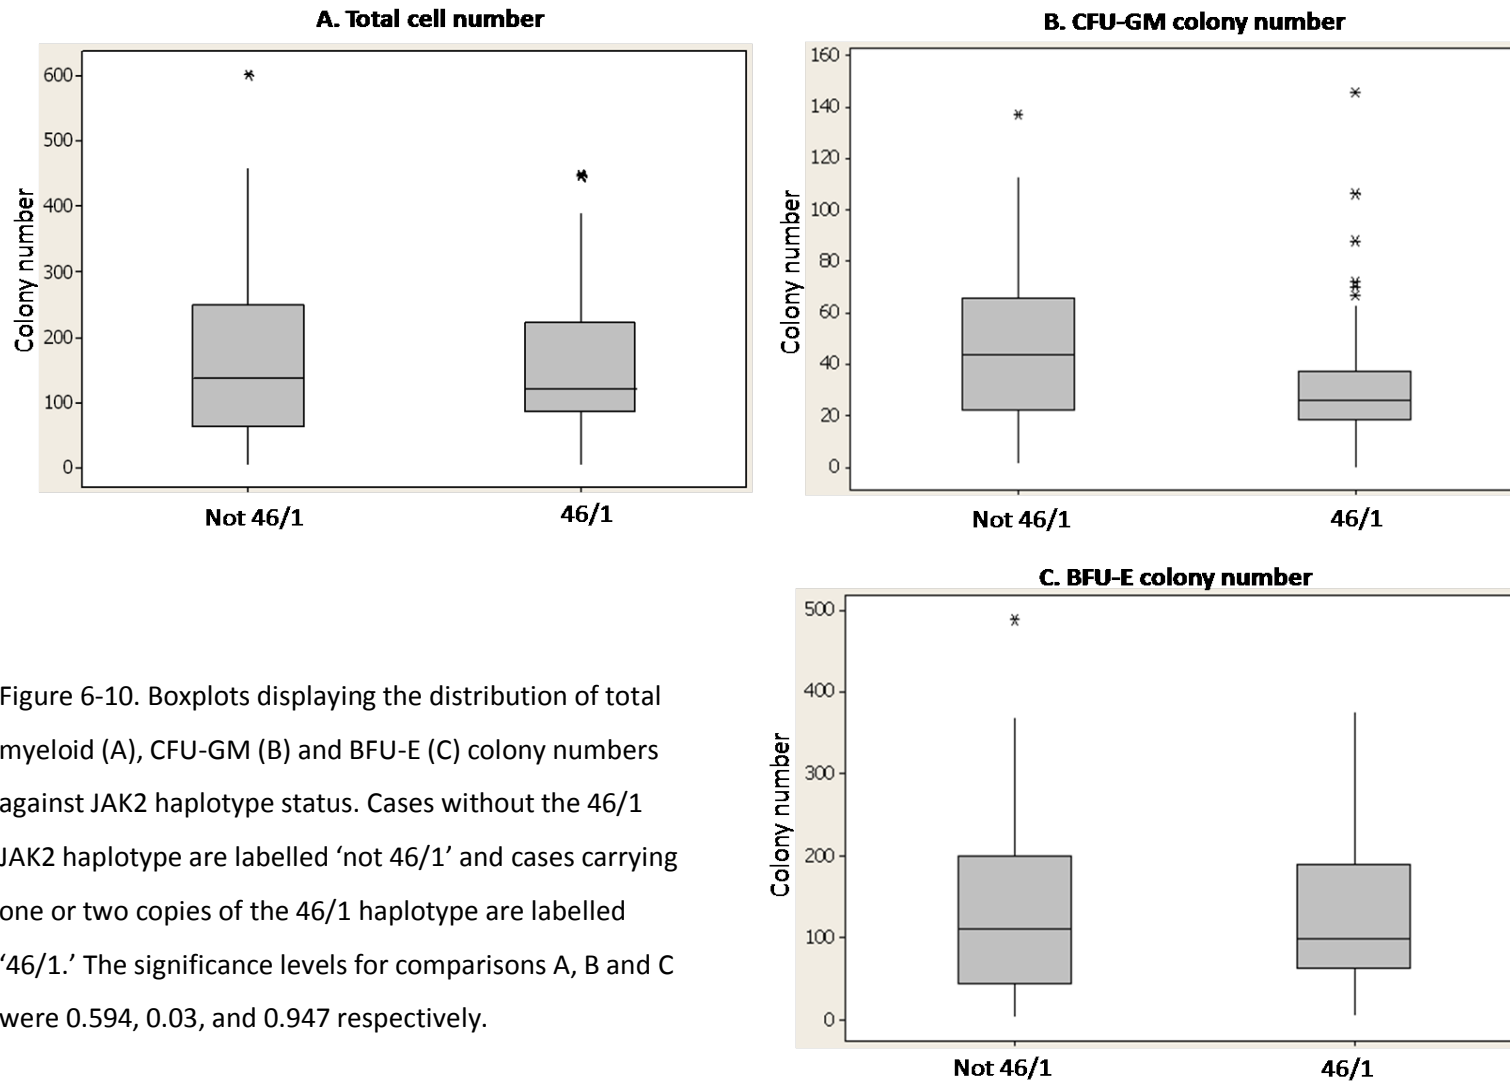 A. Total cell number
Colony number
600
500
400
300
200
100
0
Not 46/1
46/1
B. CFU-GM colony number
Colony number
160
140
120
100
80
60
40
20
0
Not 46/1
46/1
C. BFU-E colony number
Colony number
500
400
300
200
100
0
Not 46/1
46/1
Figure 6-10. Boxplots displaying the distribution of total
myeloid (A), CFU-GM (B) and BFU-E (C) colony numbers
against JAK2 haplotype status. Cases without the 46/1
JAK2 haplotype are labelled ‘not 46/1’ and cases carrying
one or two copies of the 46/1 haplotype are labelled
‘46/1.’ The significance levels for comparisons A, B and C
were 0.594, 0.03, and 0.947 respectively.